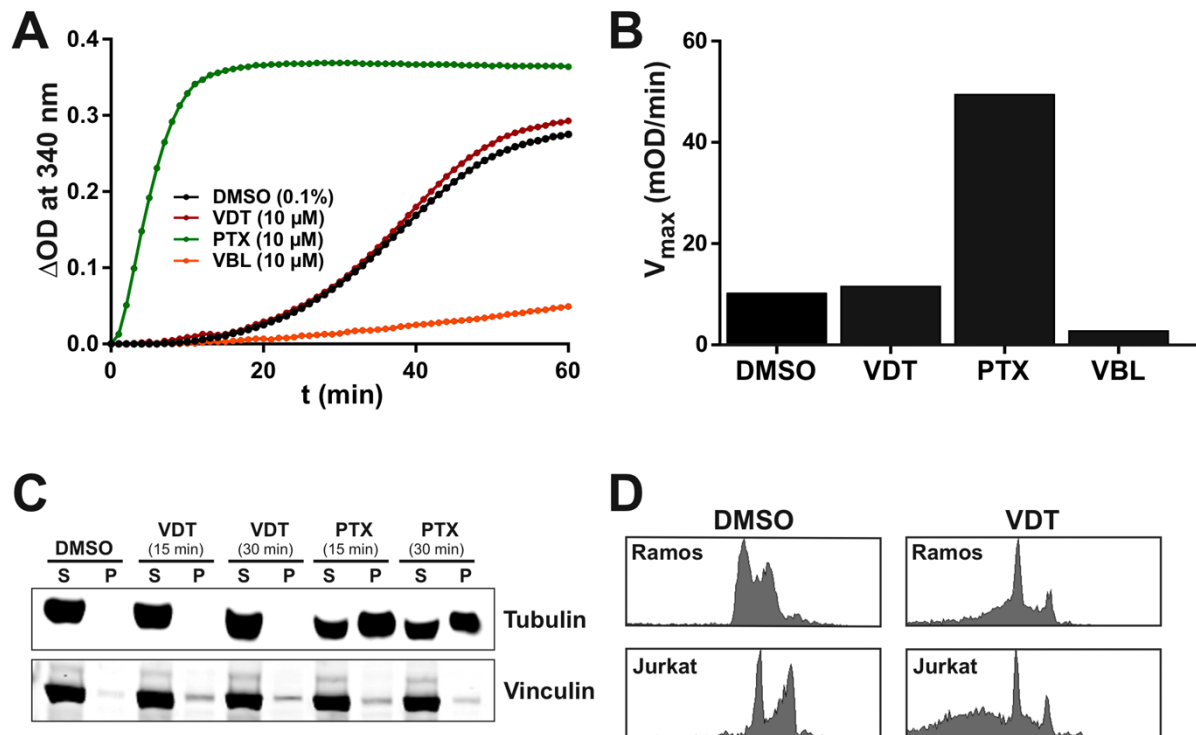 A
0.4
0.3
0.2
0.1
0.0
ΔOD at 340 nm
DMSO (0.1%)
VDT (10 µM)
PTX (10 µM)
VBL (10 µM)
0 20 40 60
t (min)
B
60
40
20
0
Vmax (mOD/min)
DMSO VDT PTX VBL
C
DMSO VDT VDT PTX PTX
(15 min) (30 min) (15 min) (30 min)
S P S P S P S P S P
Tubulin
Vinculin
D
DMSO VDT
Ramos Ramos
Jurkat Jurkat